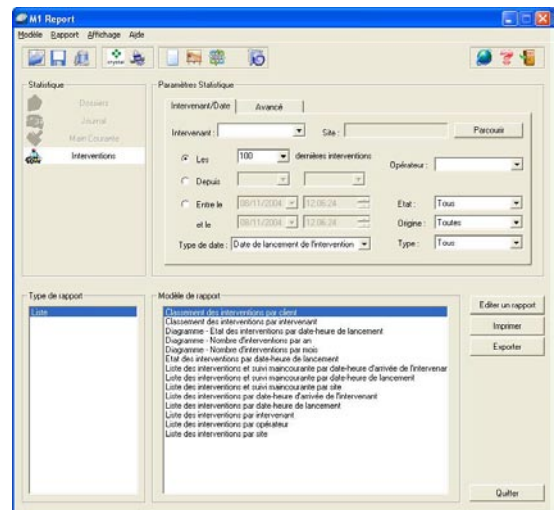 M1 Report
Modèle Rapport Affichage Aide
Statistique
Dossiers
Journal
Main Courante
Interventions
Paramètres Statistique
Intervenant/Date Avancé
Intervenant : Site : Parcourir
Les 100 dernières interventions
Opérateur :
Depuis
Entre le 08/11/2004 12:06:24 Etat : Tous
et le 08/11/2004 12:06:24 Origine : Toutes
Type de date : Date de lancement de l'intervention Type : Tous
Type de rapport
Liste
Modèle de rapport
Classement des interventions par client
Classement des interventions par intervenant
Diagramme - Etat des interventions par date-heure de lancement
Diagramme - Nombre d'interventions par an
Diagramme - Nombre d'interventions par mois
Etat des interventions par date-heure de lancement
Liste des interventions et suivi maincourante par date-heure d'arrivée de l'intervenar
Liste des interventions et suivi maincourante par date-heure de lancement
Liste des interventions et suivi maincourante par site
Liste des interventions par date-heure d'arrivée de l'intervenant
Liste des interventions par date-heure de lancement
Liste des interventions par intervenant
Liste des interventions par opérateur
Liste des interventions par site
Editer un rapport
Imprimer
Exporter
Quitter